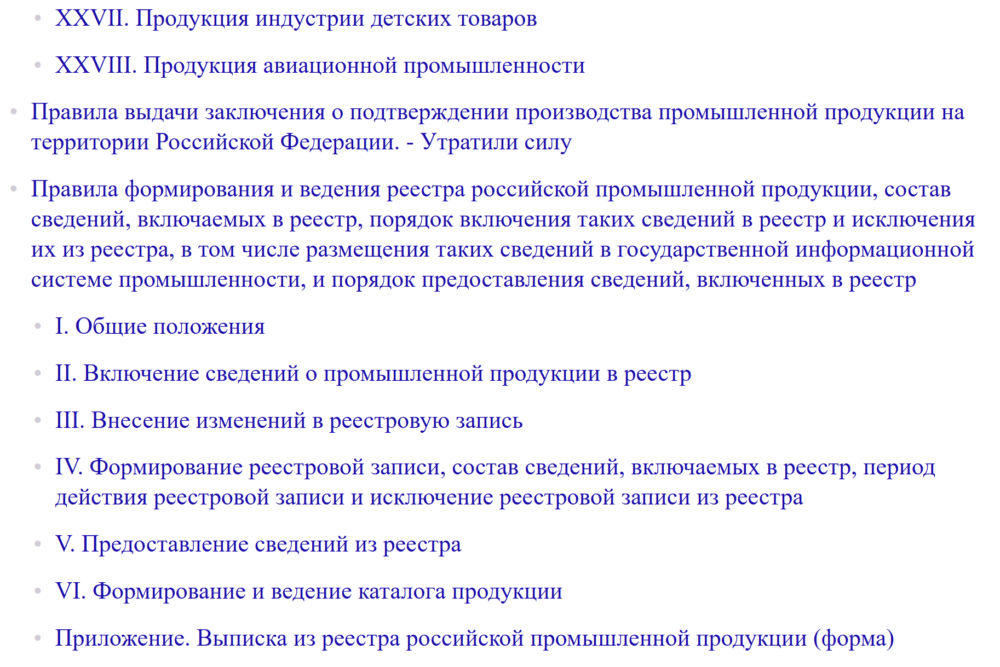 XXVII. Продукция индустрии детских товаров
XXVIII. Продукция авиационной промышленности
Правила выдачи заключения о подтверждении производства промышленной продукции на
территории Российской Федерации. - Утратили силу
Правила формирования и ведения реестра российской промышленной продукции, состав
сведений, включаемых в реестр, порядок включения таких сведений в реестр и исключения
их из реестра, в том числе размещения таких сведений в государственной информационной
системе промышленности, и порядок предоставления сведений, включенных в реестр
I. Общие положения
II. Включение сведений о промышленной продукции в реестр
III. Внесение изменений в реестровую запись
IV. Формирование реестровой записи, состав сведений, включаемых в реестр, период
действия реестровой записи и исключение реестровой записи из реестра
V. Предоставление сведений из реестра
VI. Формирование и ведение каталога продукции
Приложение. Выписка из реестра российской промышленной продукции (форма)